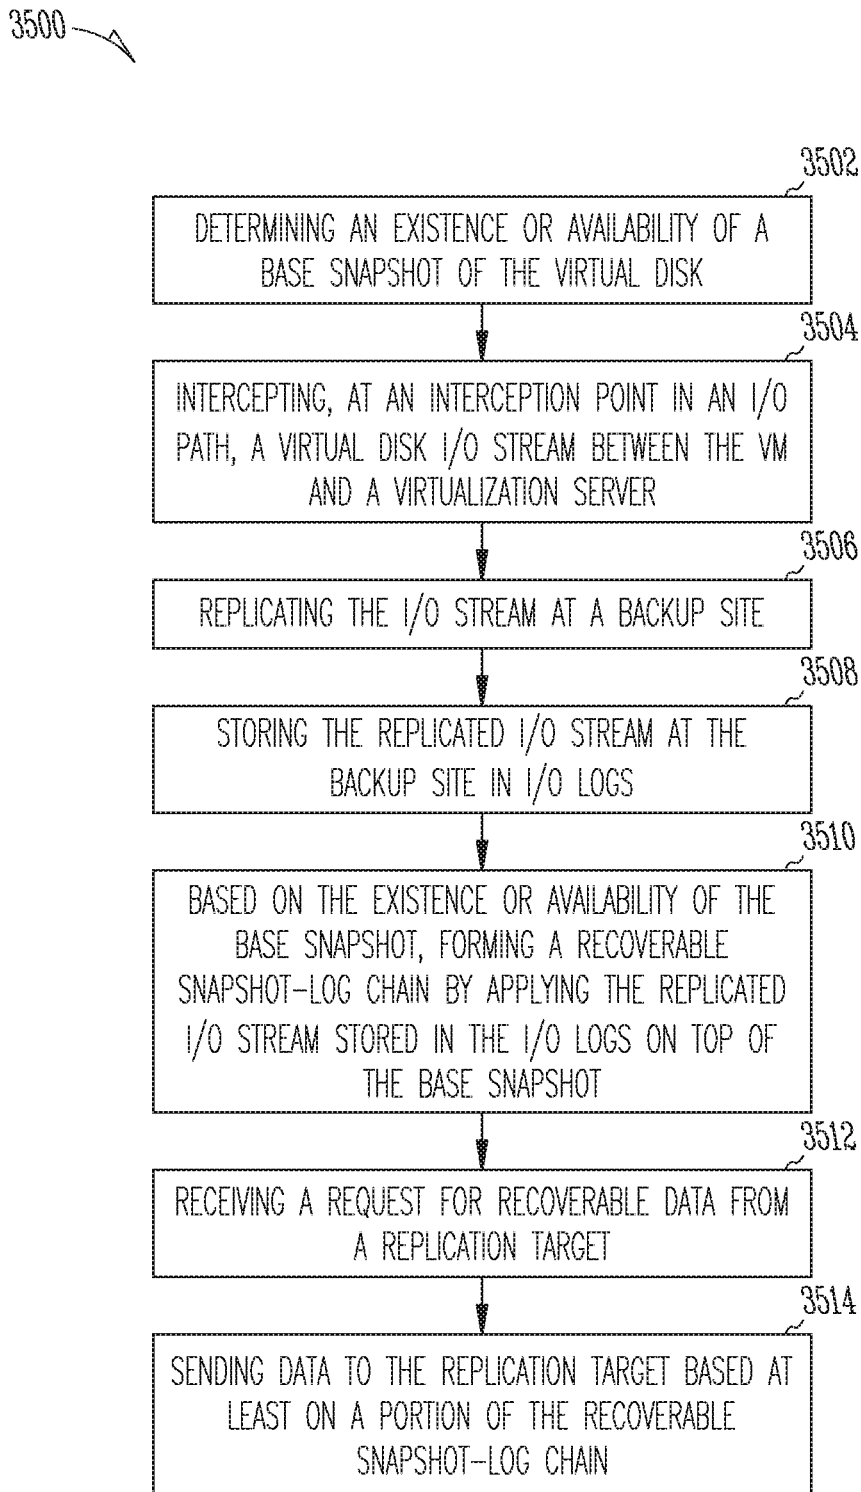 3500
3502
DETERMINING AN EXISTENCE OR AVAILABILITY OF A
BASE SNAPSHOT OF THE VIRTUAL DISK
3504
INTERCEPTING, AT AN INTERCEPTION POINT IN AN I/O
PATH, A VIRTUAL DISK I/O STREAM BETWEEN THE VM
AND A VIRTUALIZATION SERVER
3506
REPLICATING THE I/O STREAM AT A BACKUP SITE
3508
STORING THE REPLICATED I/O STREAM AT THE
BACKUP SITE IN I/O LOGS
3510
BASED ON THE EXISTENCE OR AVAILABILITY OF THE
BASE SNAPSHOT, FORMING A RECOVERABLE
SNAPSHOT-LOG CHAIN BY APPLYING THE REPLICATED
I/O STREAM STORED IN THE I/O LOGS ON TOP OF
THE BASE SNAPSHOT
3512
RECEIVING A REQUEST FOR RECOVERABLE DATA FROM
A REPLICATION TARGET
3514
SENDING DATA TO THE REPLICATION TARGET BASED AT
LEAST ON A PORTION OF THE RECOVERABLE
SNAPSHOT-LOG CHAIN